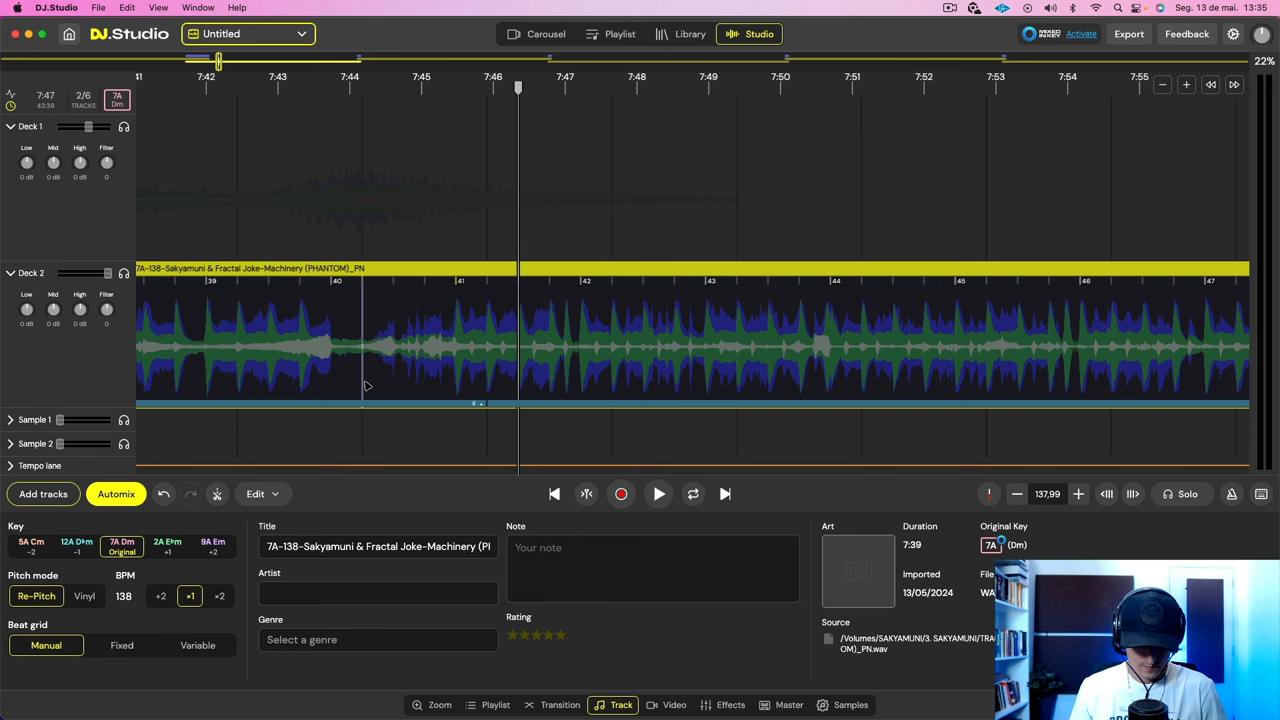 DJ.Studio File Edit View Window Help
Seg. 13 de mai. 13:35
DJ.STUDIO Untitled
Carousel Playlist Library Studio
MIXED IN KEY Activate Export Feedback
22%
41 7:42 7:43 7:44 7:45 7:46 7:47 7:48 7:49 7:50 7:51 7:52 7:53 7:54 7:55
7:47 2/6 7A
43:39 TRACKS Dm
Deck 1
Low Mid High Filter
0 dB 0 dB 0 dB 0
Deck 2
7A-138-Sakyamuni & Fractal Joke-Machinery (PHANTOM)_PN
39 40 41 42 43 44 45 46 47
Low Mid High Filter
0 dB 0 dB 0 dB 0
Sample 1
Sample 2
Tempo lane
Add tracks Automix Edit
137,99 Solo
Key
5A Cm 12A D♭m 7A Dm 2A E♭m 9A Em
-2 -1 Original +1 +2
Pitch mode BPM
Re-Pitch Vinyl 138 ÷2 ×1 ×2
Beat grid
Manual Fixed Variable
Title
7A-138-Sakyamuni & Fractal Joke-Machinery (Pl
Artist
Genre
Select a genre
Note
Your note
Rating
Art
Duration
7:39
Original Key
7A (Dm)
Imported
13/05/2024
File
WA
Source
/Volumes/SAKYAMUNI/3. SAKYAMUNI/TRA
OM)_PN.wav
Zoom Playlist Transition Track Video Effects Master Samples